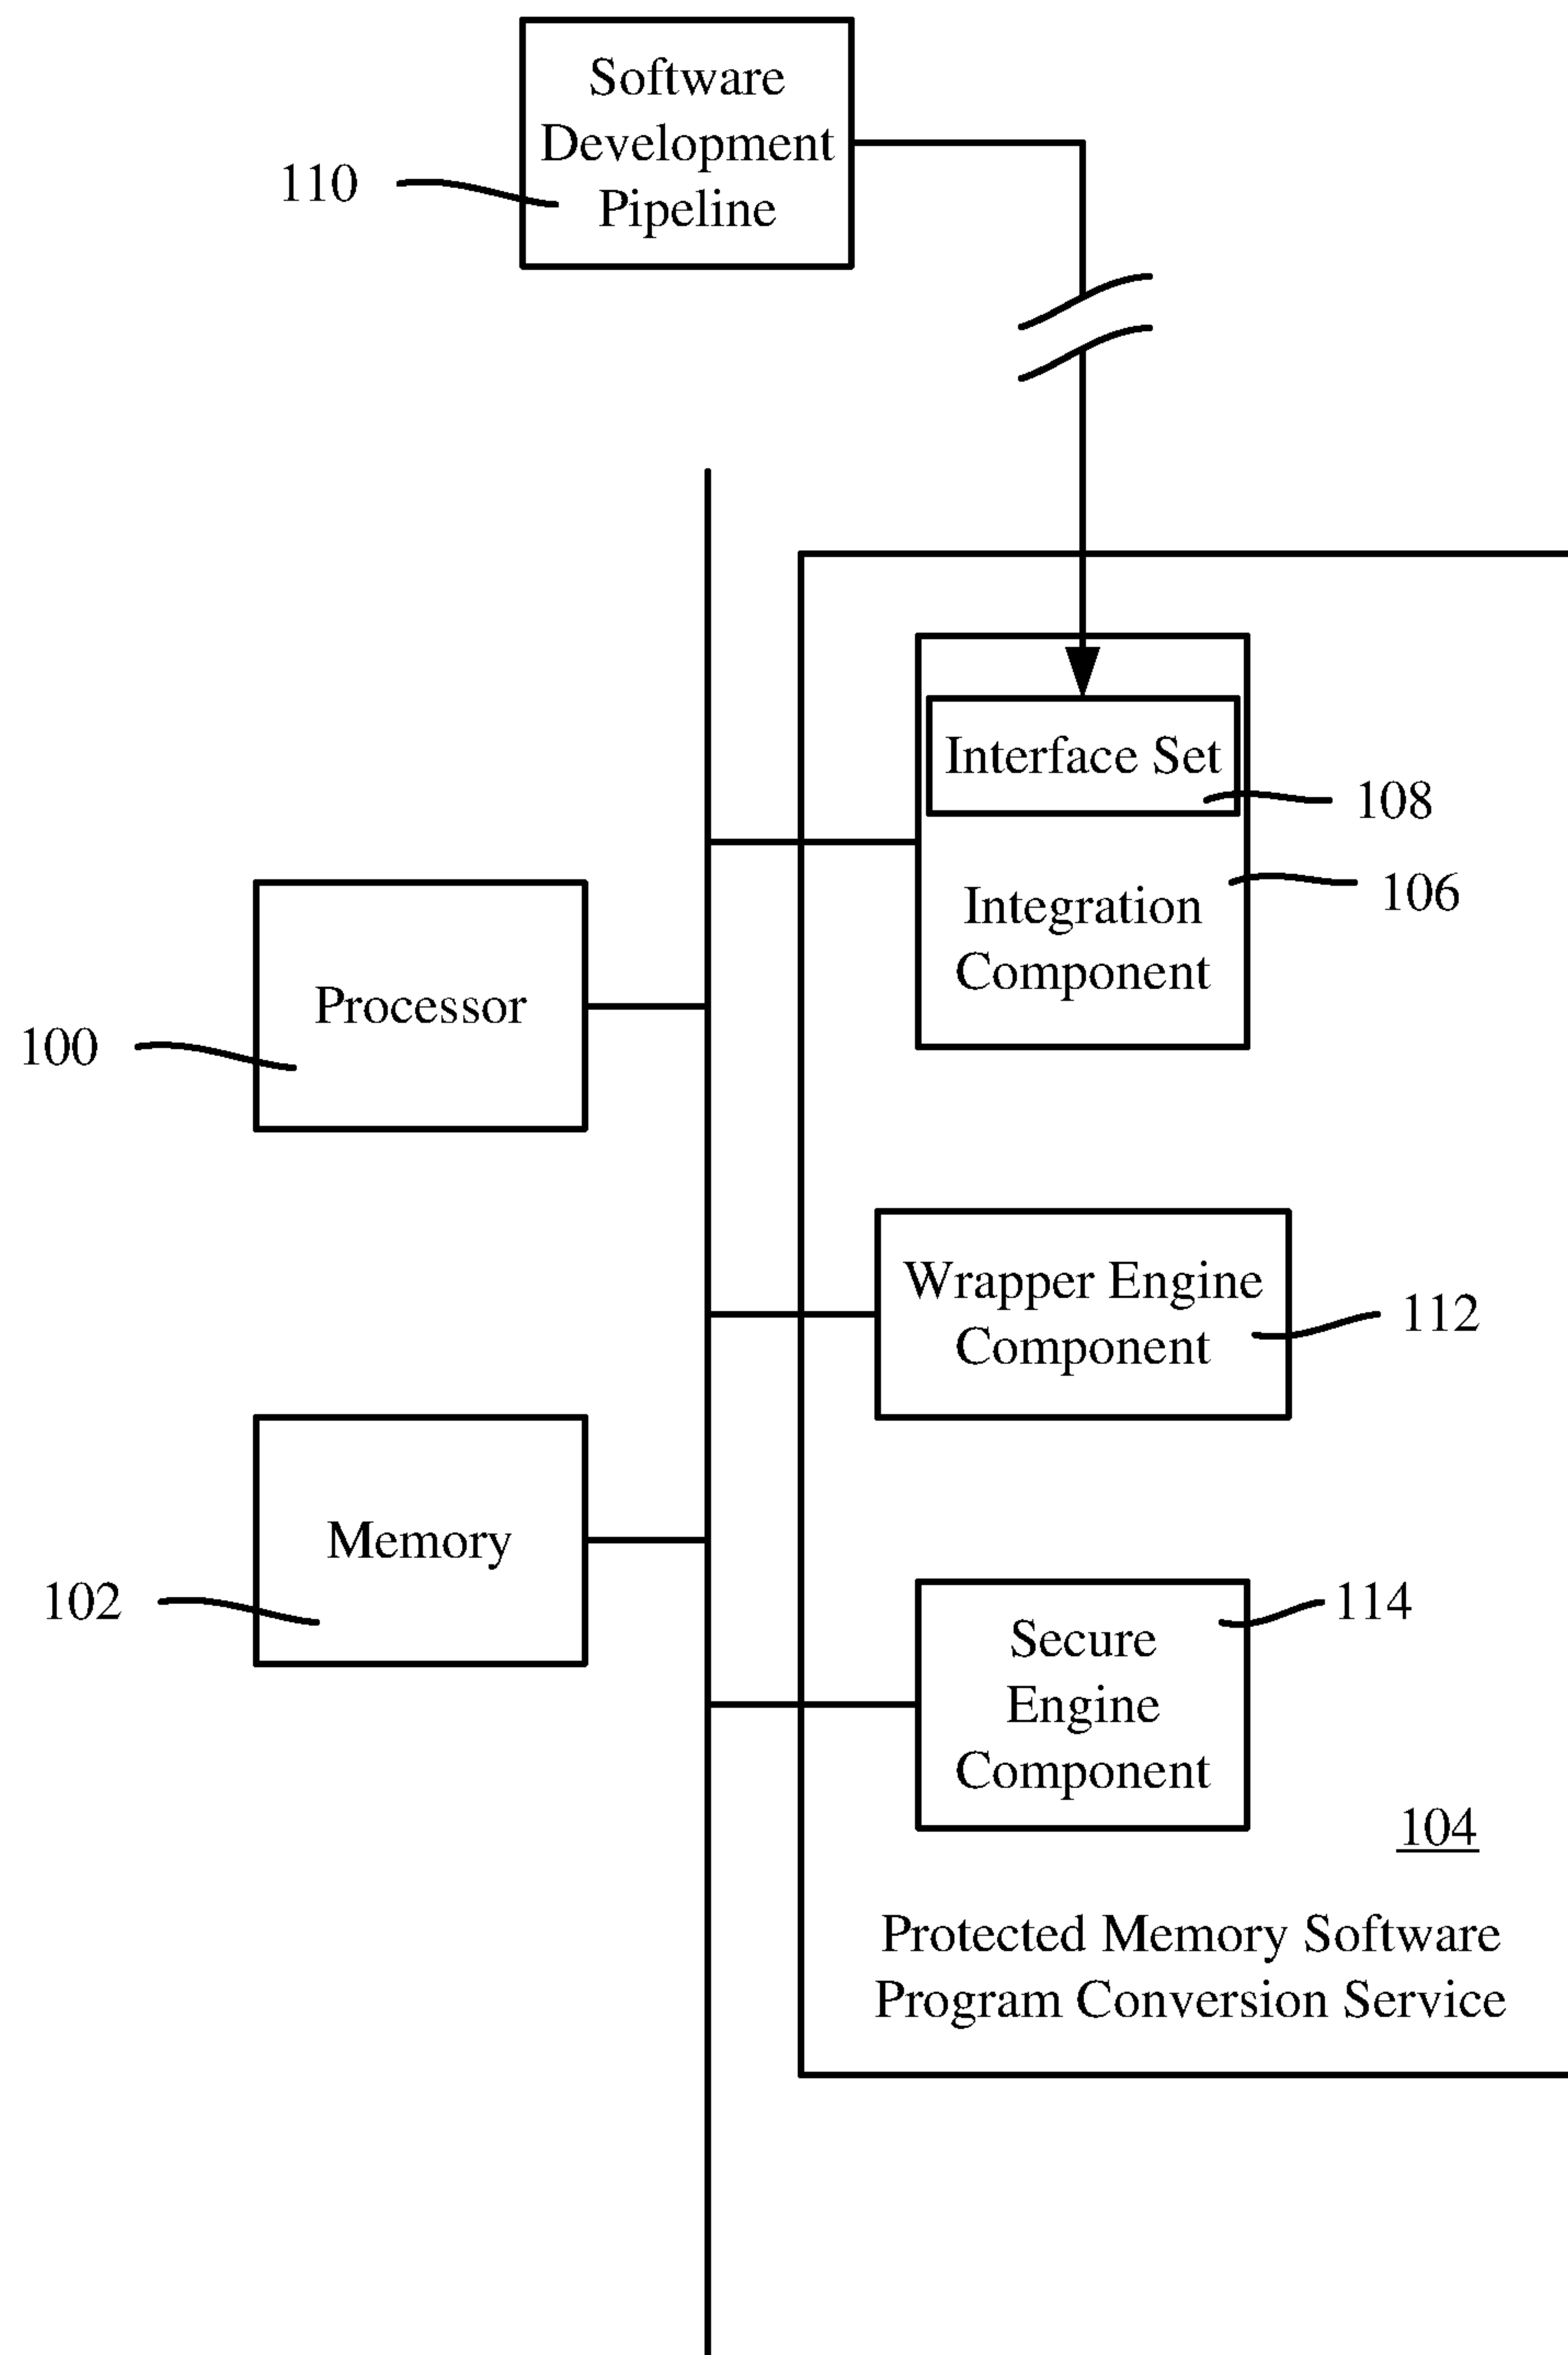 Software
Development
Pipeline
110
Interface Set
108
106
Integration
Component
Processor
100
Wrapper Engine
Component
112
Memory
102
114
Secure
Engine
Component
104
Protected Memory Software
Program Conversion Service